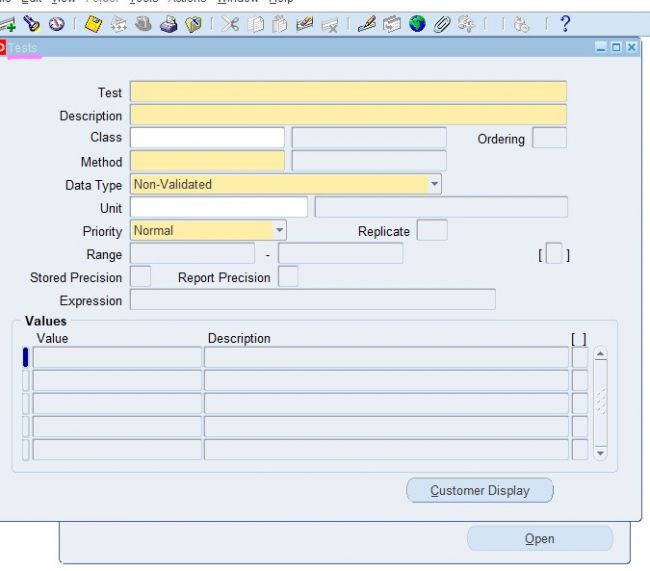 Tests
Test
Description
Class
Ordering
Method
Data Type Non-Validated
Unit
Priority Normal Replicate
Range - [ ]
Stored Precision Report Precision
Expression
Values
Value Description [ ]
Customer Display
Open